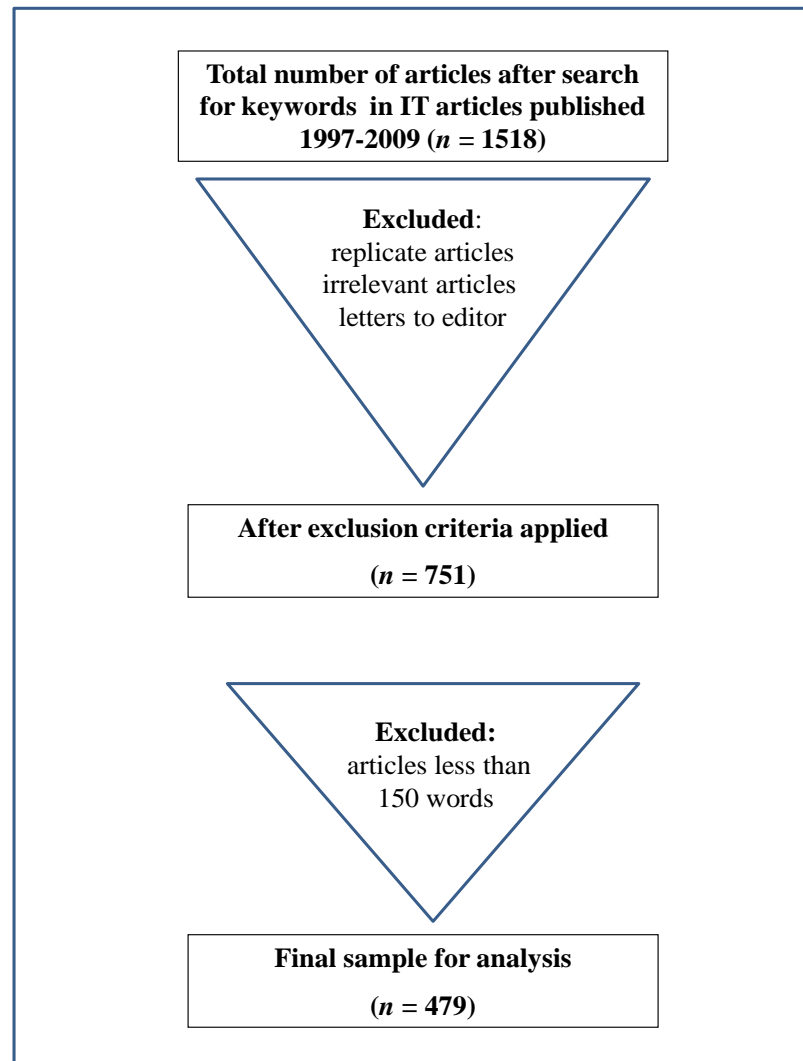 Total number of articles after search
for keywords in IT articles published
1997-2009 (n = 1518)
Excluded:
replicate articles
irrelevant articles
letters to editor
After exclusion criteria applied
(n = 751)
Excluded:
articles less than
150 words
Final sample for analysis
(n = 479)